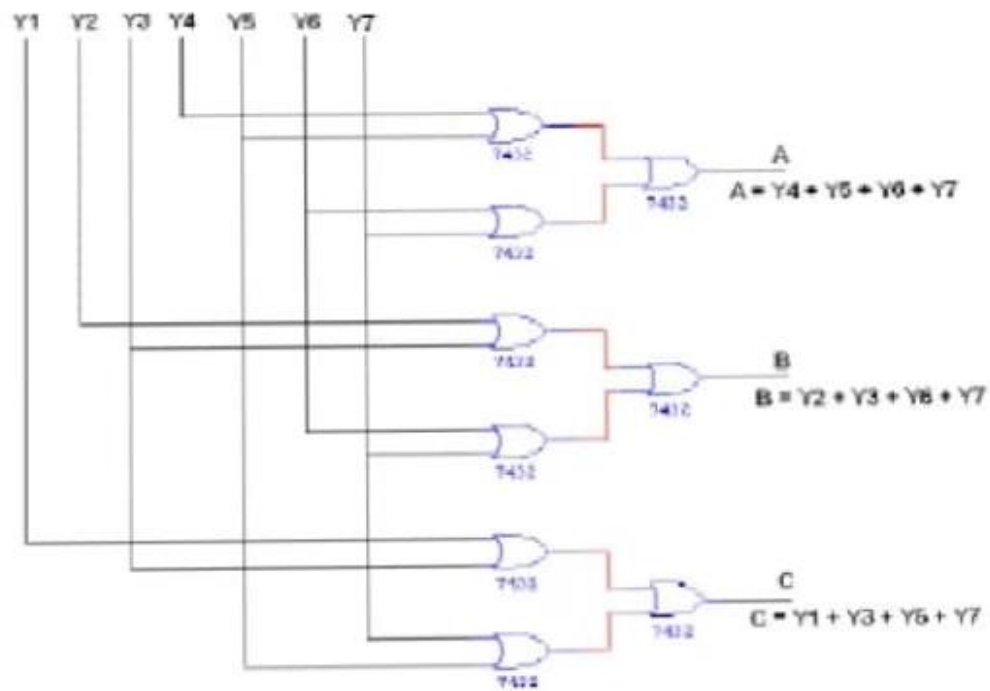 Y1 Y2 Y3 Y4 Y5 Y6 Y7
7432
A
A = Y4 + Y5 + Y6 + Y7
7432
7432
7432
B
B = Y2 + Y3 + Y6 + Y7
7432
7432
C
C = Y1 + Y3 + Y5 + Y7
7432
7432